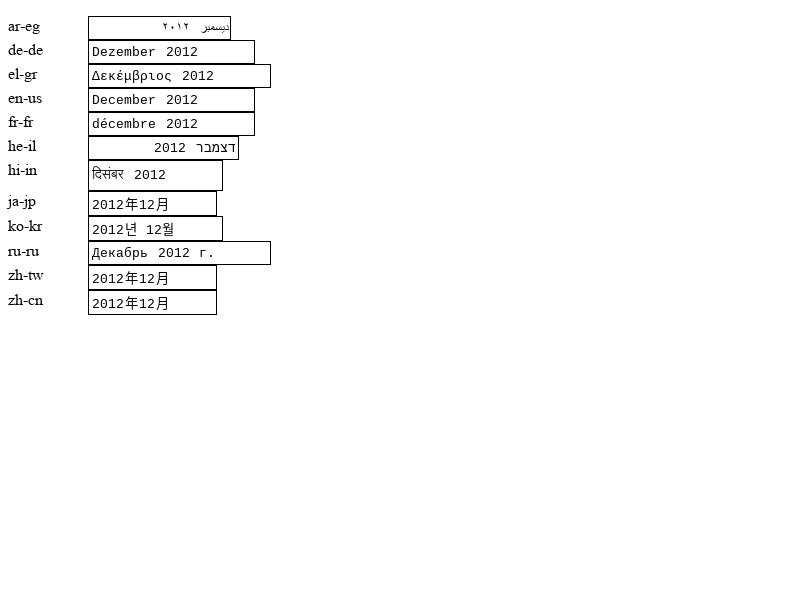 ar-eg ديسمبر ٢٠١٢
de-de Dezember 2012
el-gr Δεκέμβριος 2012
en-us December 2012
fr-fr décembre 2012
he-il דצמבר 2012
hi-in दिसंबर 2012
ja-jp 2012年12月
ko-kr 2012년 12월
ru-ru Декабрь 2012 г.
zh-tw 2012年12月
zh-cn 2012年12月